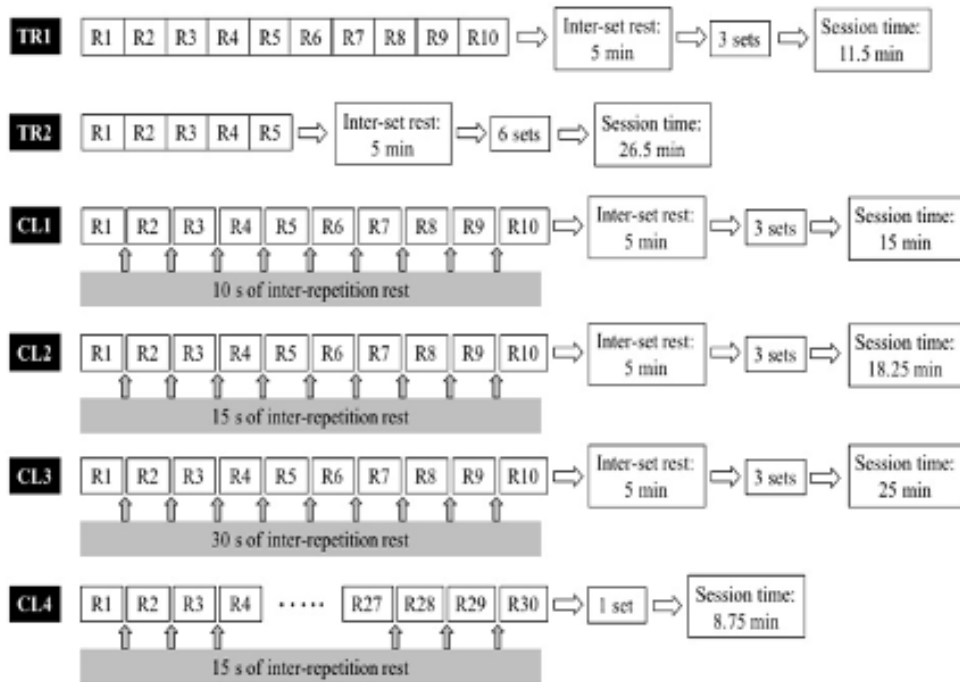 TR1 R1 R2 R3 R4 R5 R6 R7 R8 R9 R10 Inter-set rest: 5 min 3 sets Session time: 11.5 min
TR2 R1 R2 R3 R4 R5 Inter-set rest: 5 min 6 sets Session time: 26.5 min
CL1 R1 R2 R3 R4 R5 R6 R7 R8 R9 R10 Inter-set rest: 5 min 3 sets Session time: 15 min
10 s of inter-repetition rest
CL2 R1 R2 R3 R4 R5 R6 R7 R8 R9 R10 Inter-set rest: 5 min 3 sets Session time: 18.25 min
15 s of inter-repetition rest
CL3 R1 R2 R3 R4 R5 R6 R7 R8 R9 R10 Inter-set rest: 5 min 3 sets Session time: 25 min
30 s of inter-repetition rest
CL4 R1 R2 R3 R4 ..... R27 R28 R29 R30 1 set Session time: 8.75 min
15 s of inter-repetition rest